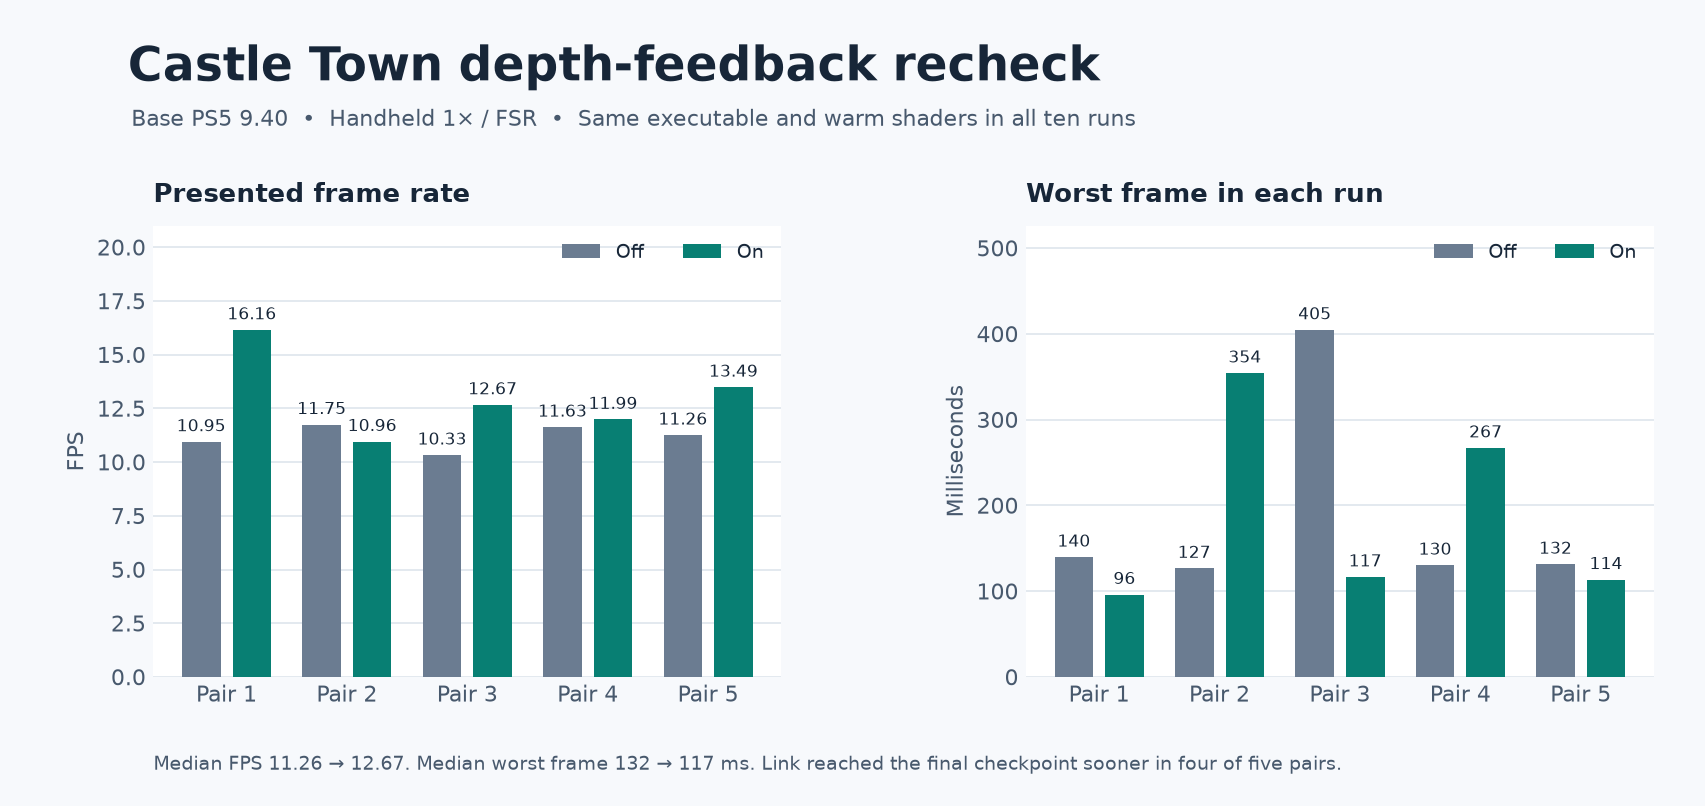 Castle Town depth-feedback recheck
Base PS5 9.40 • Handheld 1× / FSR • Same executable and warm shaders in all ten runs
Presented frame rate
Off On
FPS
20.0
17.5
15.0
12.5
10.0
7.5
5.0
2.5
0.0
10.95 16.16
11.75 10.96
10.33 12.67
11.63 11.99
11.26 13.49
Pair 1 Pair 2 Pair 3 Pair 4 Pair 5
Worst frame in each run
Off On
Milliseconds
500
400
300
200
100
0
140 96
127 354
405 117
130 267
132 114
Pair 1 Pair 2 Pair 3 Pair 4 Pair 5
Median FPS 11.26 → 12.67. Median worst frame 132 → 117 ms. Link reached the final checkpoint sooner in four of five pairs.